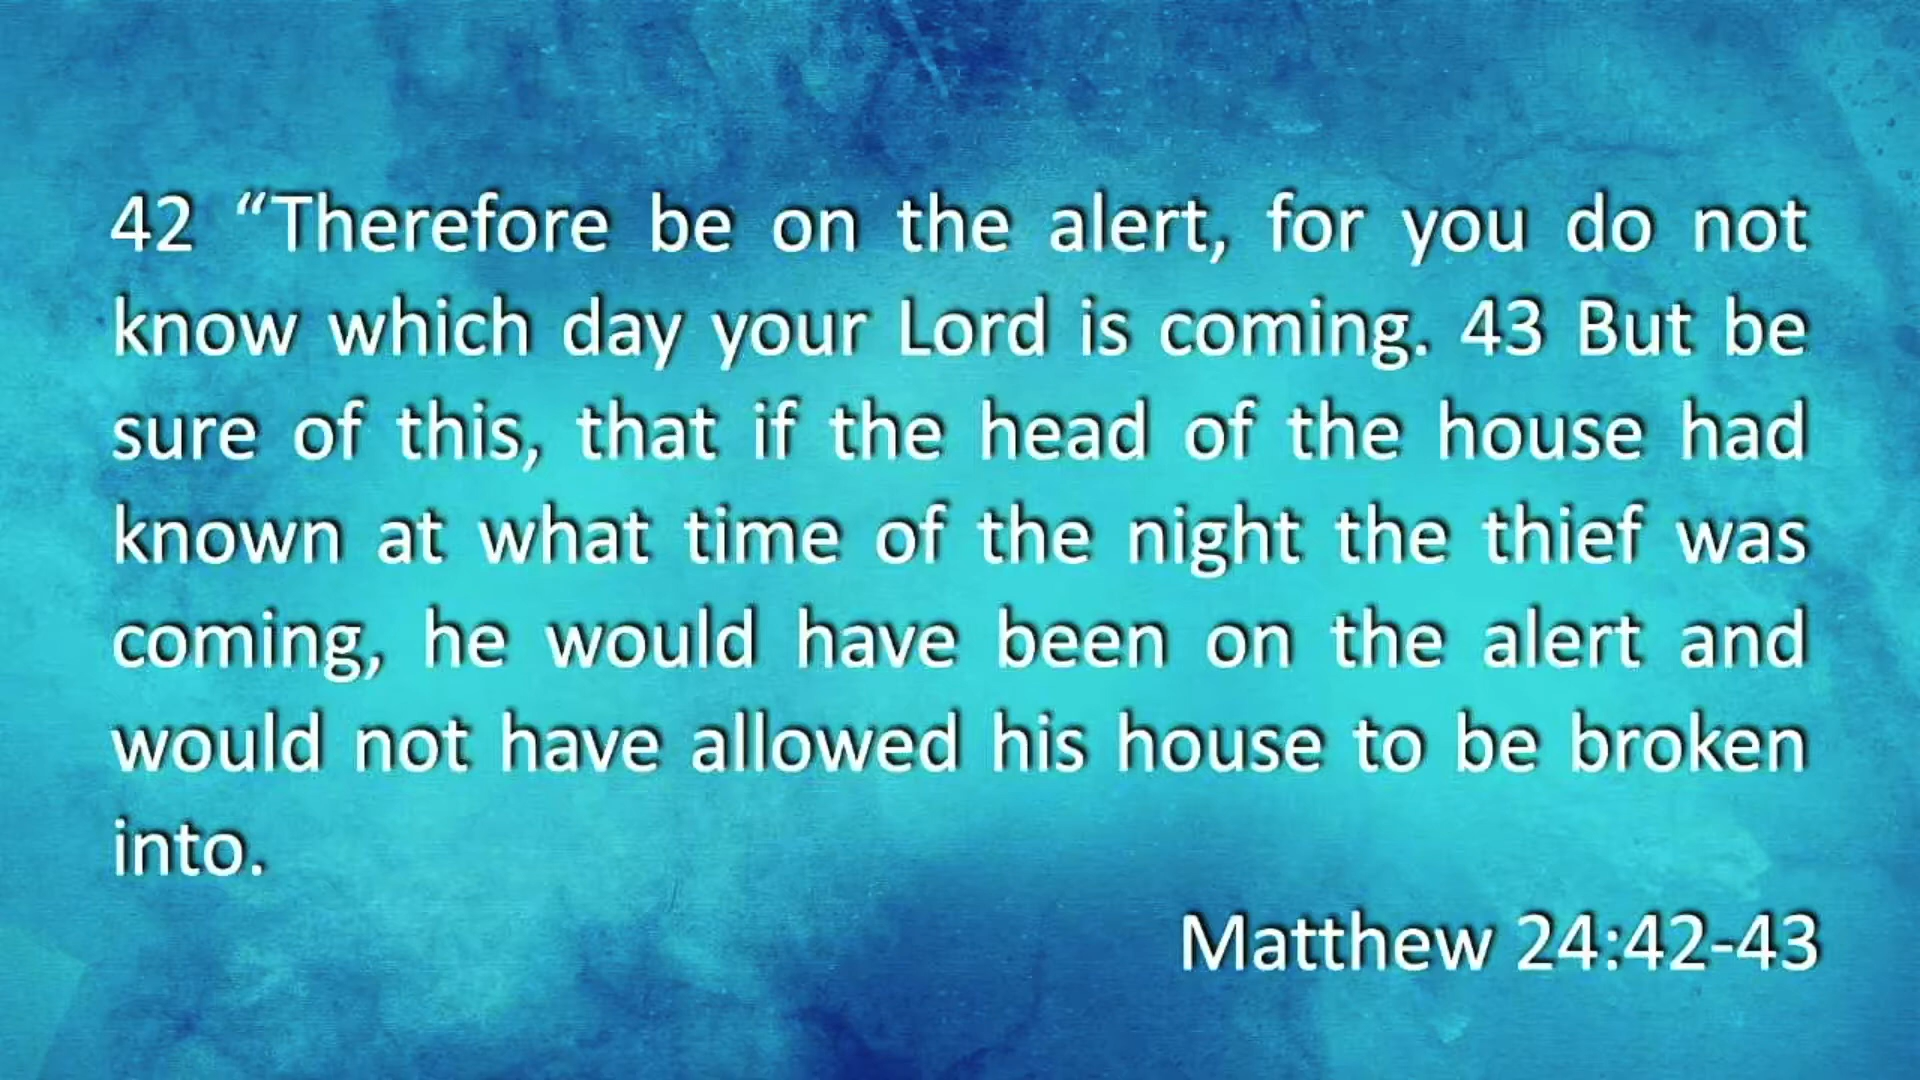 42 “Therefore be on the alert, for you do not
know which day your Lord is coming. 43 But be
sure of this, that if the head of the house had
known at what time of the night the thief was
coming, he would have been on the alert and
would not have allowed his house to be broken
into.
Matthew 24:42-43